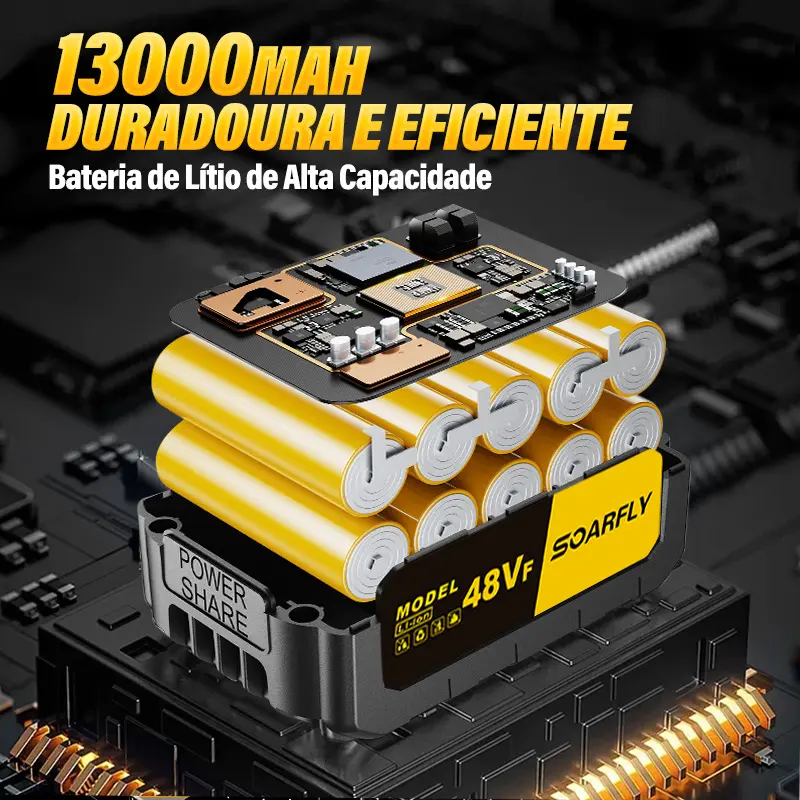 13000MAH
DURADOURA E EFICIENTE
Bateria de Lítio de Alta Capacidade
POWER
SHARE
MODEL 48VF
Li-ion
SOARFLY